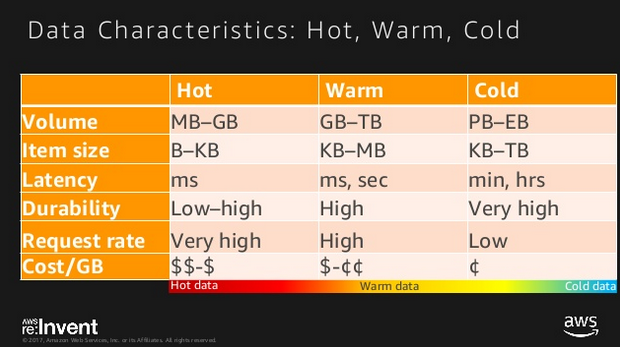 Data Characteristics: Hot, Warm, Cold
Hot Warm Cold
Volume MB–GB GB–TB PB–EB
Item size B–KB KB–MB KB–TB
Latency ms ms, sec min, hrs
Durability Low–high High Very high
Request rate Very high High Low
Cost/GB $$-$ $-¢¢ ¢
Hot data Warm data Cold data
AWS
re:Invent
aws
© 2017, Amazon Web Services, Inc. or its Affiliates. All rights reserved.